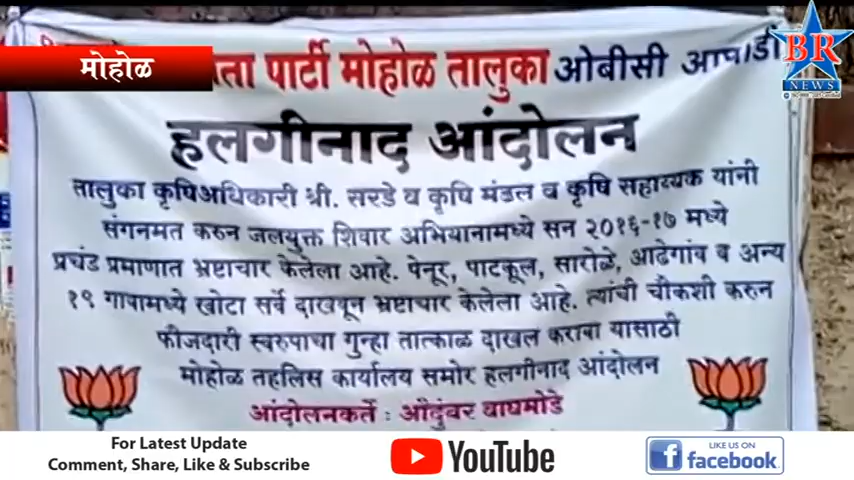 मोहोळ
पार्टी मोहोळ तालुका ओबीसी आघाडी
BR
NEWS
हलगीनाद आंदोलन
तालुका कृषिअधिकारी श्री. सरडे व कृषि मंडल व कृषि सहाय्यक यांनी
संगनमत करुन जलयुक्त शिवार अभियानामध्ये सन २०१६-१७ मध्ये
प्रचंड प्रमाणात भ्रष्टाचार केलेला आहे. पेनूर, पाटकूल, सारोळे, आढेगांव व अन्य
१९ गावामध्ये खोटा सर्वे दाखवून भ्रष्टाचार केलेला आहे. त्यांची चौकशी करुन
फौजदारी स्वरुपाचा गुन्हा तात्काळ दाखल करावा यासाठी
मोहोळ तहलिस कार्यालय समोर हलगीनाद आंदोलन
आंदोलनकर्ते : औदुंबर वाघमोडे
For Latest Update
Comment, Share, Like & Subscribe
YouTube
LIKE US ON
facebook